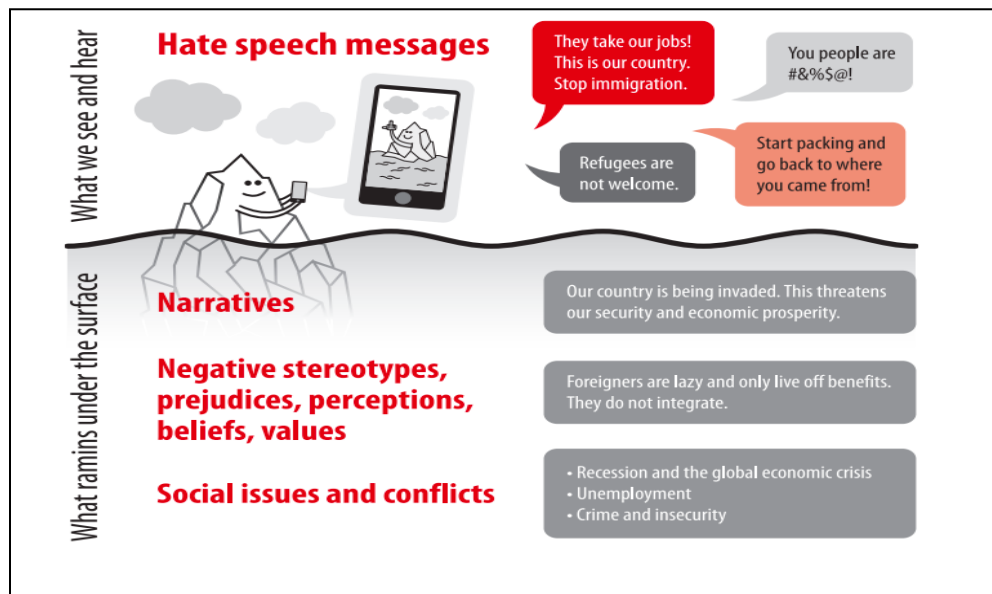 What we see and hear
Hate speech messages
They take our jobs!
This is our country.
Stop immigration.
You people are
#&%$@!
Refugees are
not welcome.
Start packing and
go back to where
you came from!
What ramins under the surface
Narratives
Our country is being invaded. This threatens
our security and economic prosperity.
Negative stereotypes,
prejudices, perceptions,
beliefs, values
Foreigners are lazy and only live off benefits.
They do not integrate.
Social issues and conflicts
• Recession and the global economic crisis
• Unemployment
• Crime and insecurity